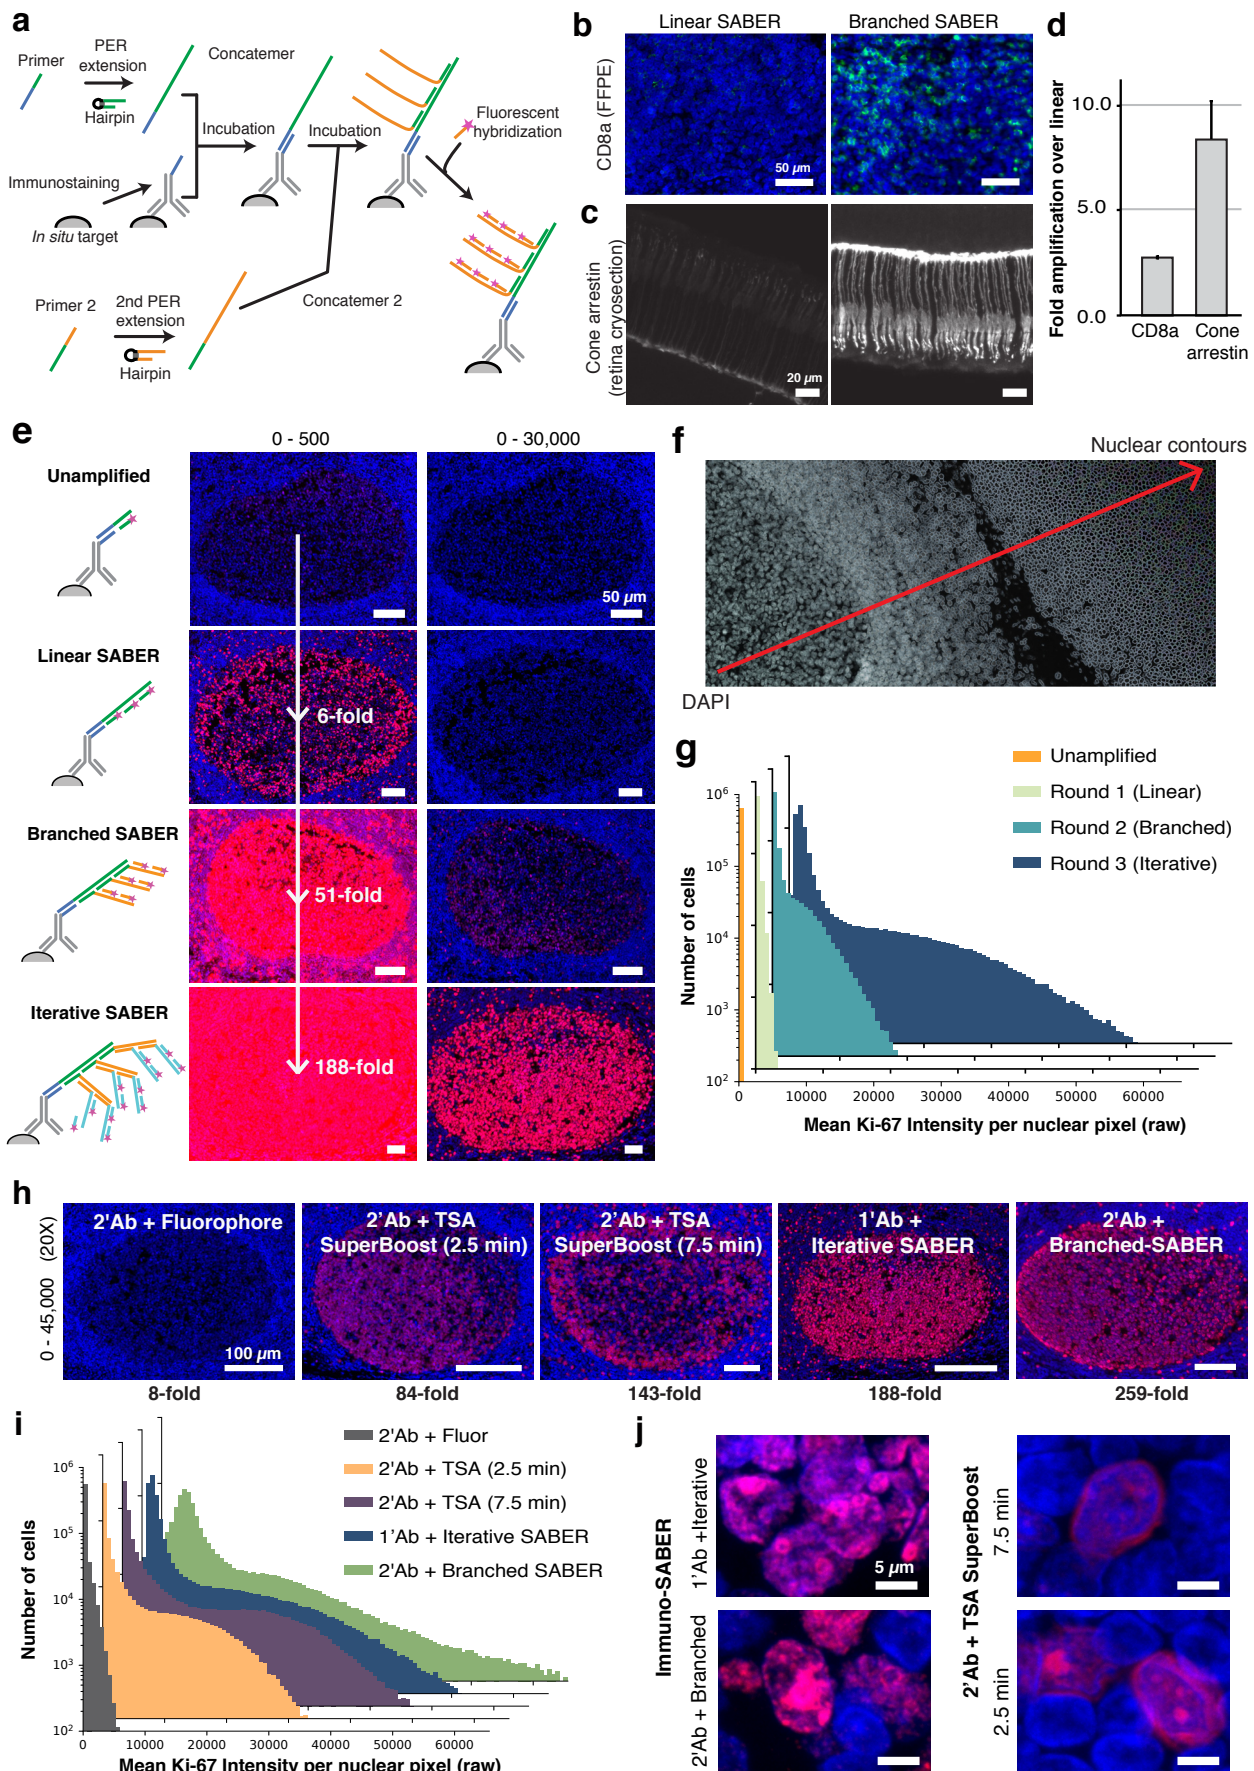 a
Primer
PER
extension
Hairpin
Concatemer
Incubation
Incubation
Fluorescent
hybridization
Immunostaining
In situ target
Primer 2
2nd PER
extension
Hairpin
Concatemer 2
b
Linear SABER
Branched SABER
CD8a (FFPE)
50 µm
c
Cone arrestin
(retina cryosection)
20 µm
d
Fold amplification over linear
10.0
5.0
0.0
CD8a
Cone
arrestin
e
0 - 500
0 - 30,000
Unamplified
50 µm
Linear SABER
6-fold
Branched SABER
51-fold
Iterative SABER
188-fold
f
Nuclear contours
DAPI
g
Unamplified
Round 1 (Linear)
Round 2 (Branched)
Round 3 (Iterative)
Number of cells
10⁶
10⁵
10⁴
10³
10²
0
10000
20000
30000
40000
50000
60000
Mean Ki-67 Intensity per nuclear pixel (raw)
h
0 - 45,000 (20X)
2'Ab + Fluorophore
100 µm
8-fold
2'Ab + TSA
SuperBoost (2.5 min)
84-fold
2'Ab + TSA
SuperBoost (7.5 min)
143-fold
1'Ab +
Iterative SABER
188-fold
2'Ab +
Branched-SABER
259-fold
i
2'Ab + Fluor
2'Ab + TSA (2.5 min)
2'Ab + TSA (7.5 min)
1'Ab + Iterative SABER
2'Ab + Branched SABER
Number of cells
10⁶
10⁵
10⁴
10³
10²
0
10000
20000
30000
40000
50000
60000
Mean Ki-67 Intensity per nuclear pixel (raw)
j
Immuno-SABER
1'Ab +Iterative
5 µm
2'Ab + Branched
2'Ab + TSA SuperBoost
7.5 min
2.5 min